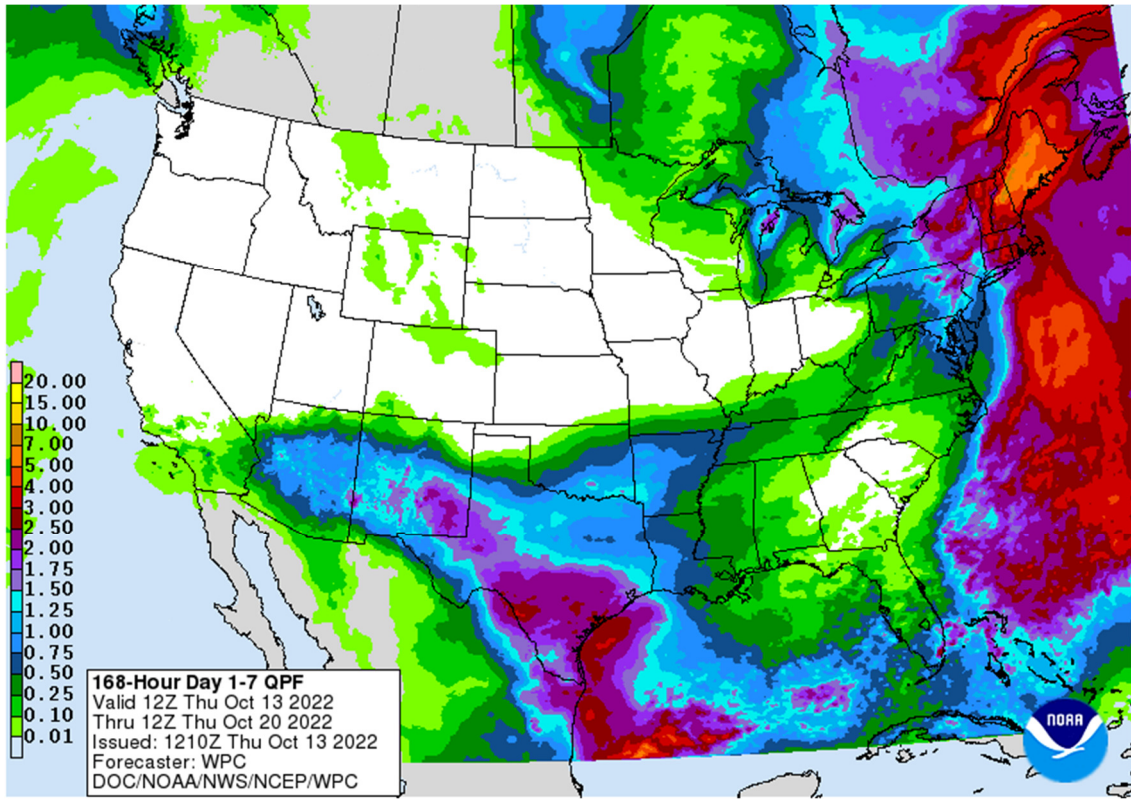 20.00
15.00
10.00
7.00
5.00
4.00
3.00
2.50
2.00
1.75
1.50
1.25
1.00
0.75
0.50
0.25
0.10
0.01
168-Hour Day 1-7 QPF
Valid 12Z Thu Oct 13 2022
Thru 12Z Thu Oct 20 2022
Issued: 1210Z Thu Oct 13 2022
Forecaster: WPC
DOC/NOAA/NWS/NCEP/WPC
NOAA